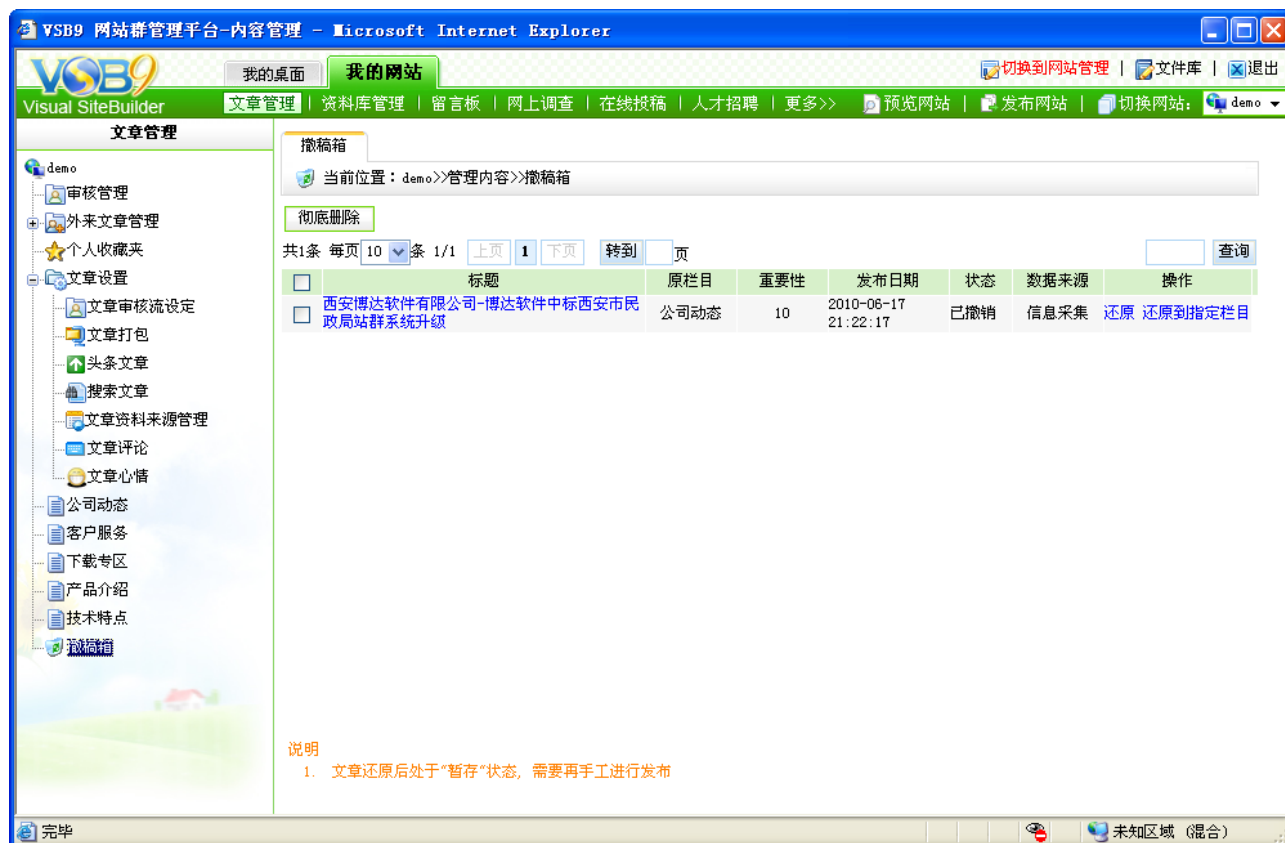 VSB9 网站群管理平台-内容管理 - Microsoft Internet Explorer
VSB9 我的桌面 我的网站 切换到网站管理 | 文件库 | 退出
Visual SiteBuilder 文章管理 | 资料库管理 | 留言板 | 网上调查 | 在线投稿 | 人才招聘 | 更多>> 预览网站 | 发布网站 | 切换网站: demo
文章管理
demo
审核管理
外来文章管理
个人收藏夹
文章设置
文章审核流设定
文章打包
头条文章
搜索文章
文章资料来源管理
文章评论
文章心情
公司动态
客户服务
下载专区
产品介绍
技术特点
撤稿箱
撤稿箱
当前位置：demo>>管理内容>>撤稿箱
彻底删除
共1条 每页 10 条 1/1 上页 1 下页 转到 页 查询
标题 原栏目 重要性 发布日期 状态 数据来源 操作
西安博达软件有限公司-博达软件中标西安市民 公司动态 10 2010-06-17 已撤销 信息采集 还原 还原到指定栏目
政局站群系统升级 21:22:17
说明
1. 文章还原后处于“暂存”状态, 需要再手工进行发布
完毕 未知区域 (混合)